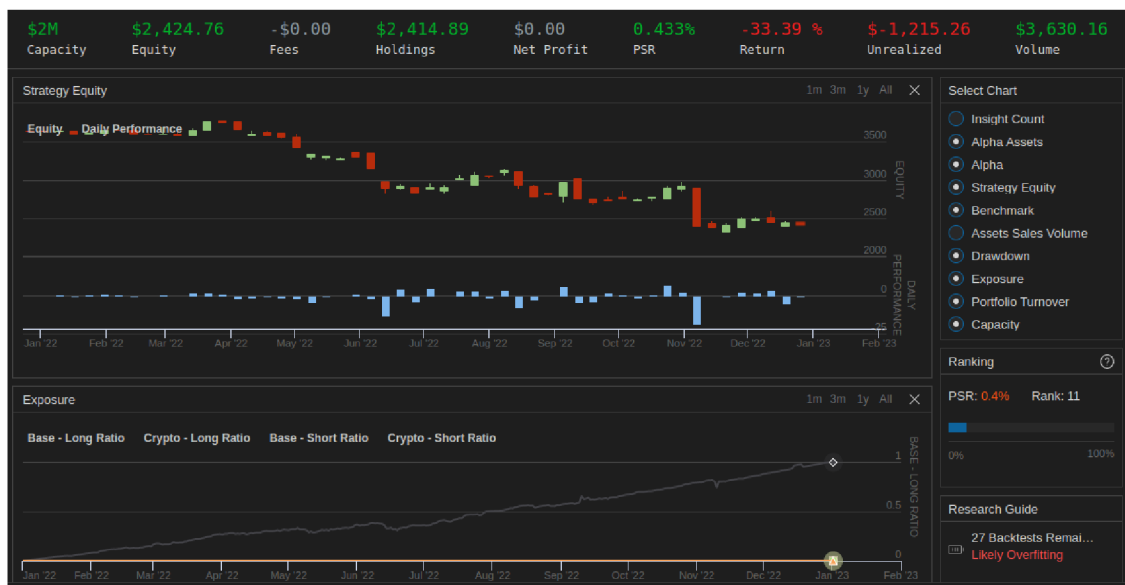 $2M $2,424.76 -$0.00 $2,414.89 $0.00 0.433% -33.39 % $-1,215.26 $3,630.16
Capacity Equity Fees Holdings Net Profit PSR Return Unrealized Volume
Strategy Equity 1m 3m 1y All
Equity Daily Performance
3500
3000
2500
2000
EQUITY
0
-25
DAILY
PERFORMANCE
Jan '22 Feb '22 Mar '22 Apr '22 May '22 Jun '22 Jul '22 Aug '22 Sep '22 Oct '22 Nov '22 Dec '22 Jan '23 Feb '23
Exposure 1m 3m 1y All
Base - Long Ratio Crypto - Long Ratio Base - Short Ratio Crypto - Short Ratio
1
0.5
0
BASE - LONG RATIO
Jan '22 Feb '22 Mar '22 Apr '22 May '22 Jun '22 Jul '22 Aug '22 Sep '22 Oct '22 Nov '22 Dec '22 Jan '23 Feb '23
Select Chart
Insight Count
Alpha Assets
Alpha
Strategy Equity
Benchmark
Assets Sales Volume
Drawdown
Exposure
Portfolio Turnover
Capacity
Ranking ?
PSR: 0.4% Rank: 11
0% 100%
Research Guide
27 Backtests Remai...
Likely Overfitting